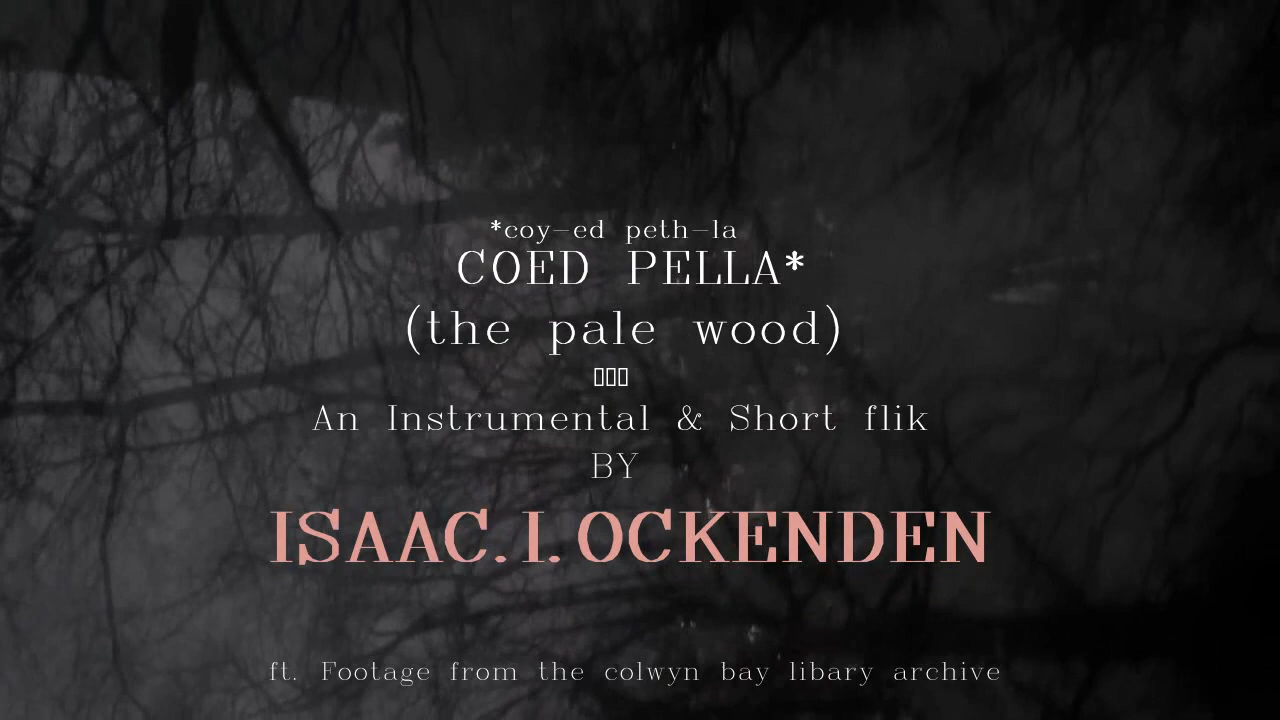 *coy-ed peth-la
COED PELLA*
(the pale wood)
▯▯▯
An Instrumental & Short flik
BY
ISAAC.I.OCKENDEN
ft. Footage from the colwyn bay libary archive